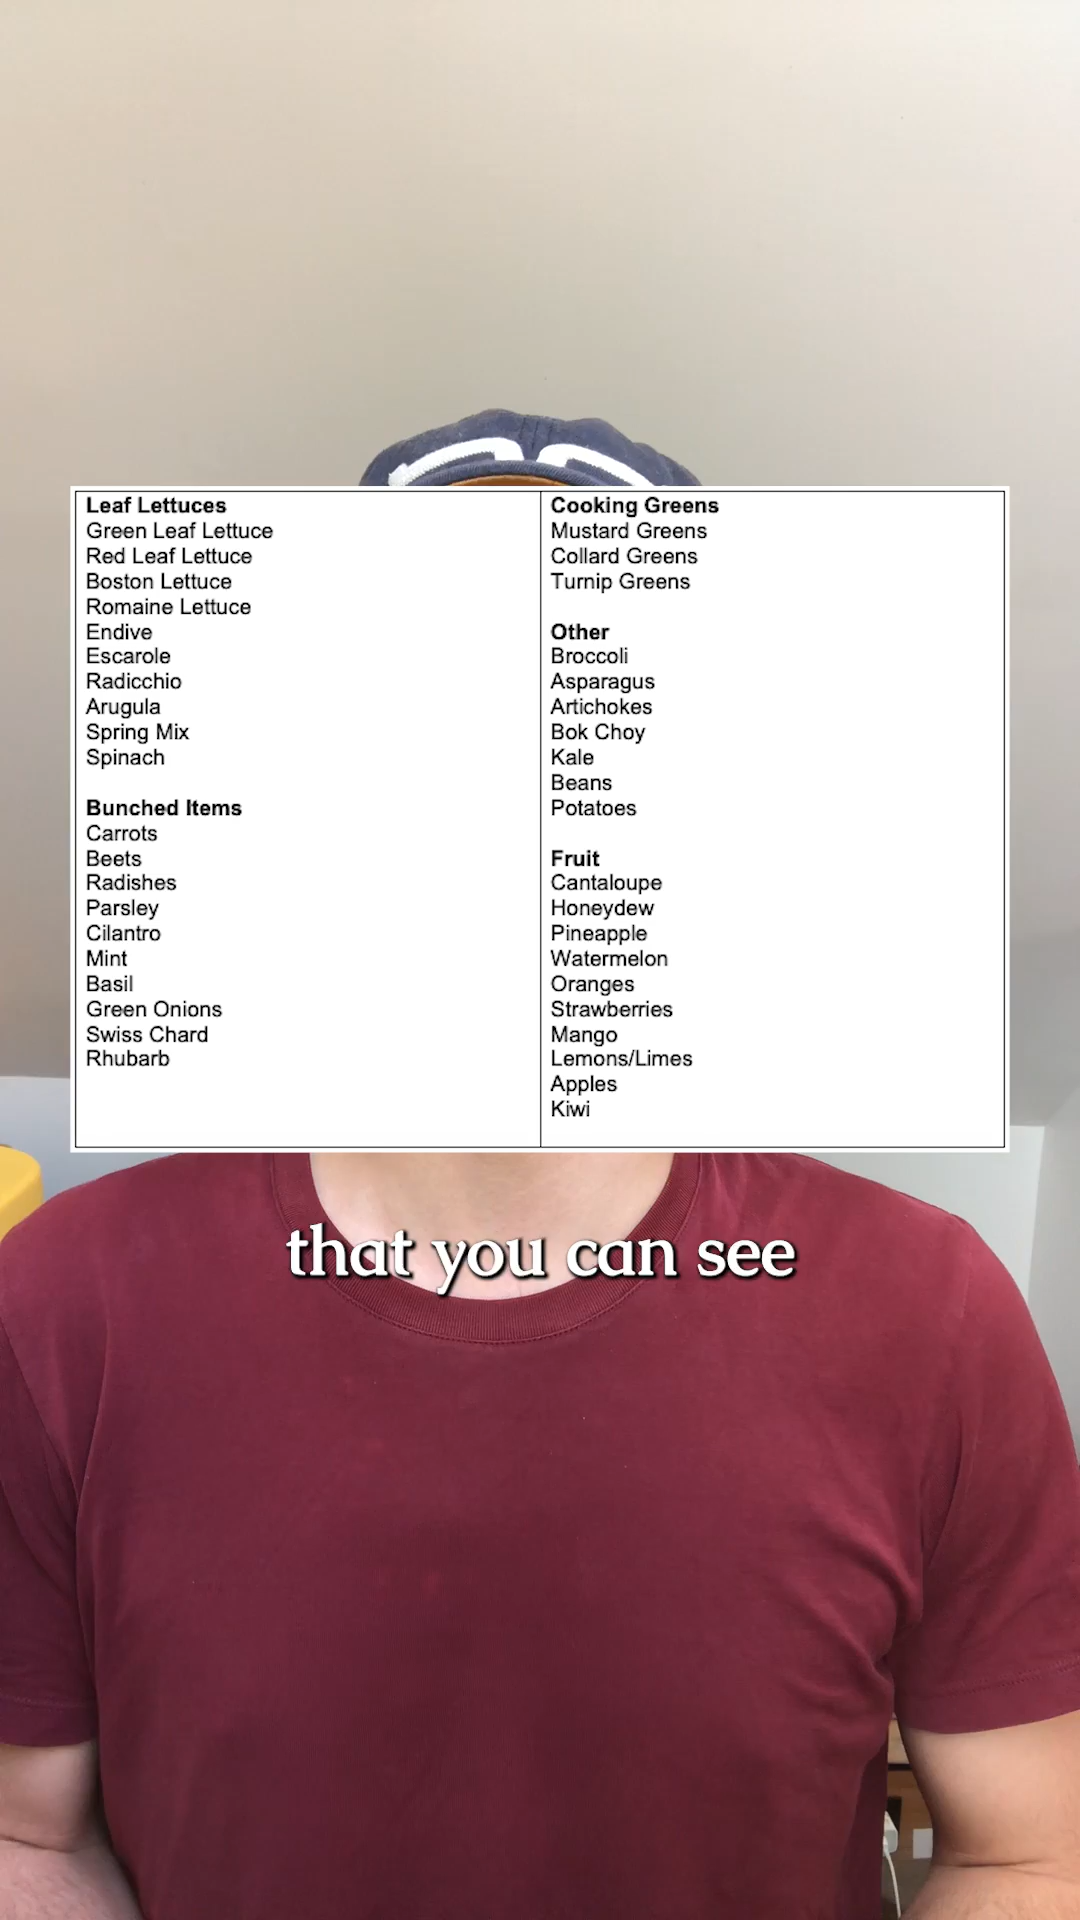 Leaf Lettuces
Green Leaf Lettuce
Red Leaf Lettuce
Boston Lettuce
Romaine Lettuce
Endive
Escarole
Radicchio
Arugula
Spring Mix
Spinach
Bunched Items
Carrots
Beets
Radishes
Parsley
Cilantro
Mint
Basil
Green Onions
Swiss Chard
Rhubarb
Cooking Greens
Mustard Greens
Collard Greens
Turnip Greens
Other
Broccoli
Asparagus
Artichokes
Bok Choy
Kale
Beans
Potatoes
Fruit
Cantaloupe
Honeydew
Pineapple
Watermelon
Oranges
Strawberries
Mango
Lemons/Limes
Apples
Kiwi
that you can see